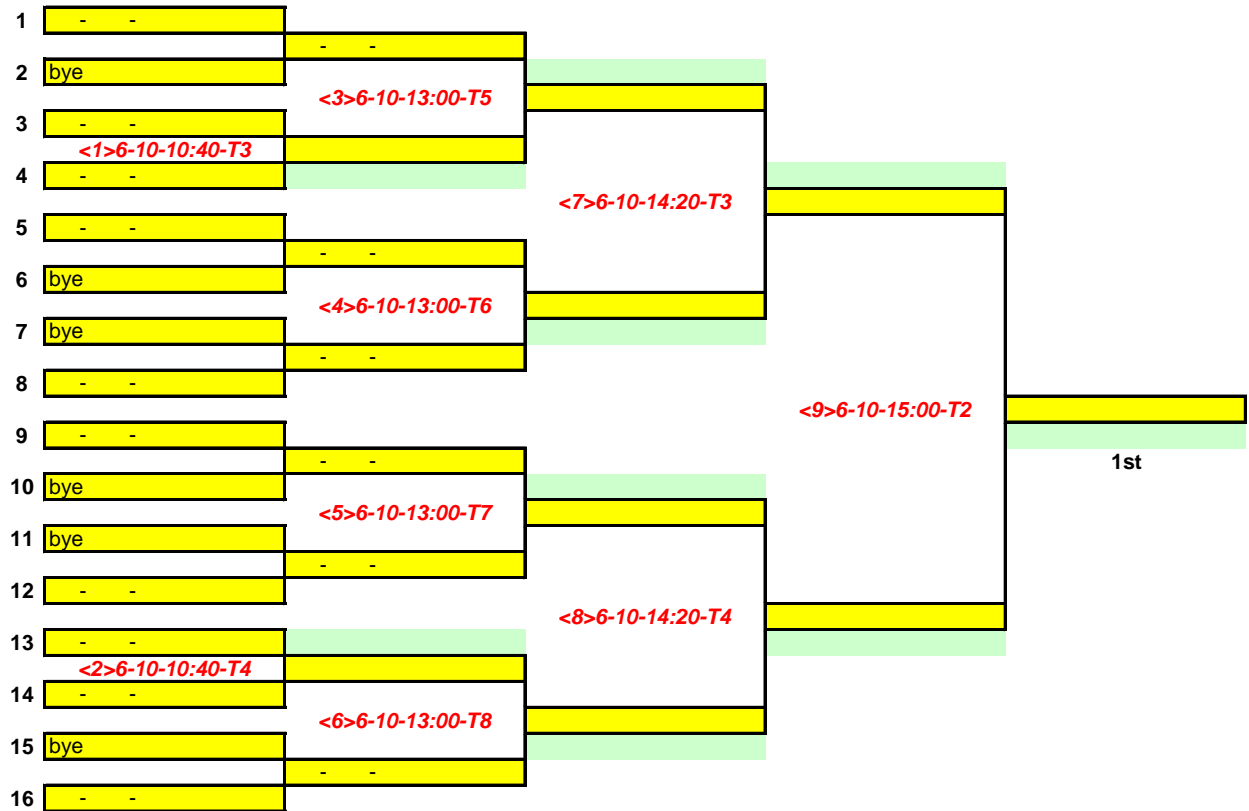 1 - -
- -
2 bye
<3>6-10-13:00-T5
3 - -
<1>6-10-10:40-T3
4 - -
<7>6-10-14:20-T3
5 - -
- -
6 bye
<4>6-10-13:00-T6
7 bye
- -
8 - -
<9>6-10-15:00-T2
9 - -
- -
1st
10 bye
<5>6-10-13:00-T7
11 bye
- -
12 - -
<8>6-10-14:20-T4
13 - -
<2>6-10-10:40-T4
14 - -
<6>6-10-13:00-T8
15 bye
- -
16 - -